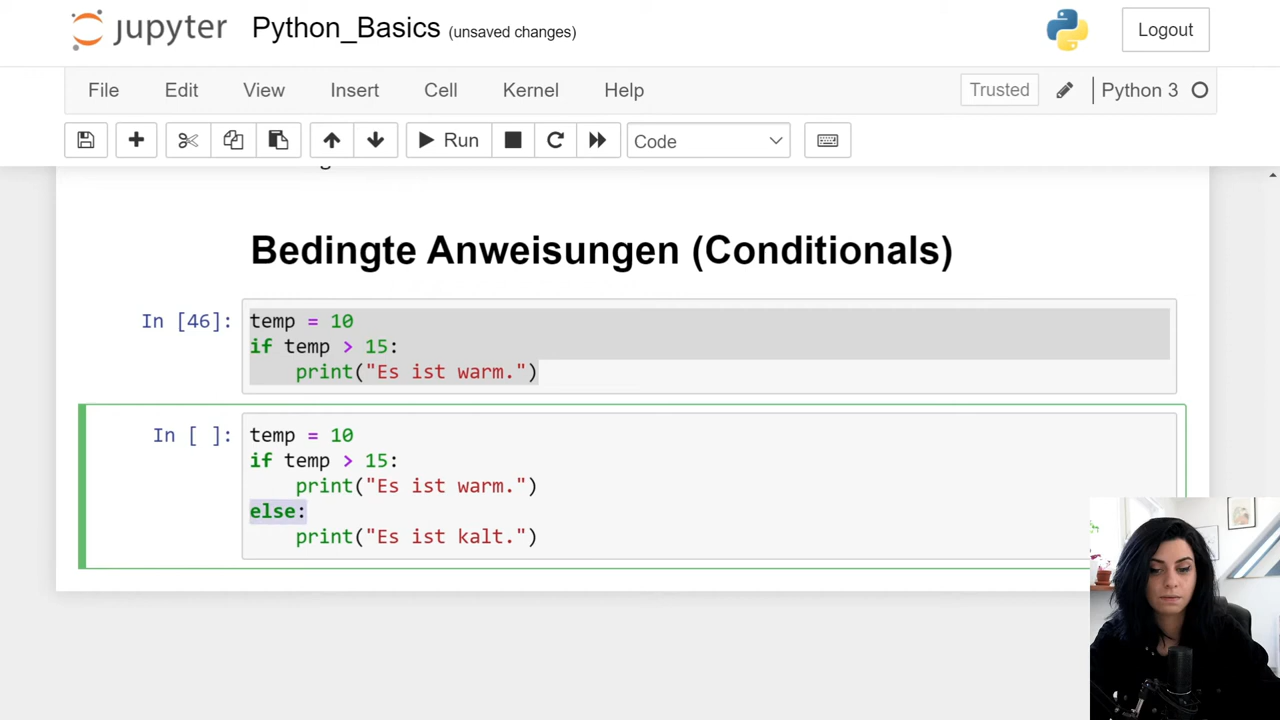 jupyter Python_Basics (unsaved changes) Logout
File Edit View Insert Cell Kernel Help Trusted Python 3
Run Code
Bedingte Anweisungen (Conditionals)
In [46]: temp = 10
if temp > 15:
print("Es ist warm.")
In [ ]: temp = 10
if temp > 15:
print("Es ist warm.")
else:
print("Es ist kalt.")